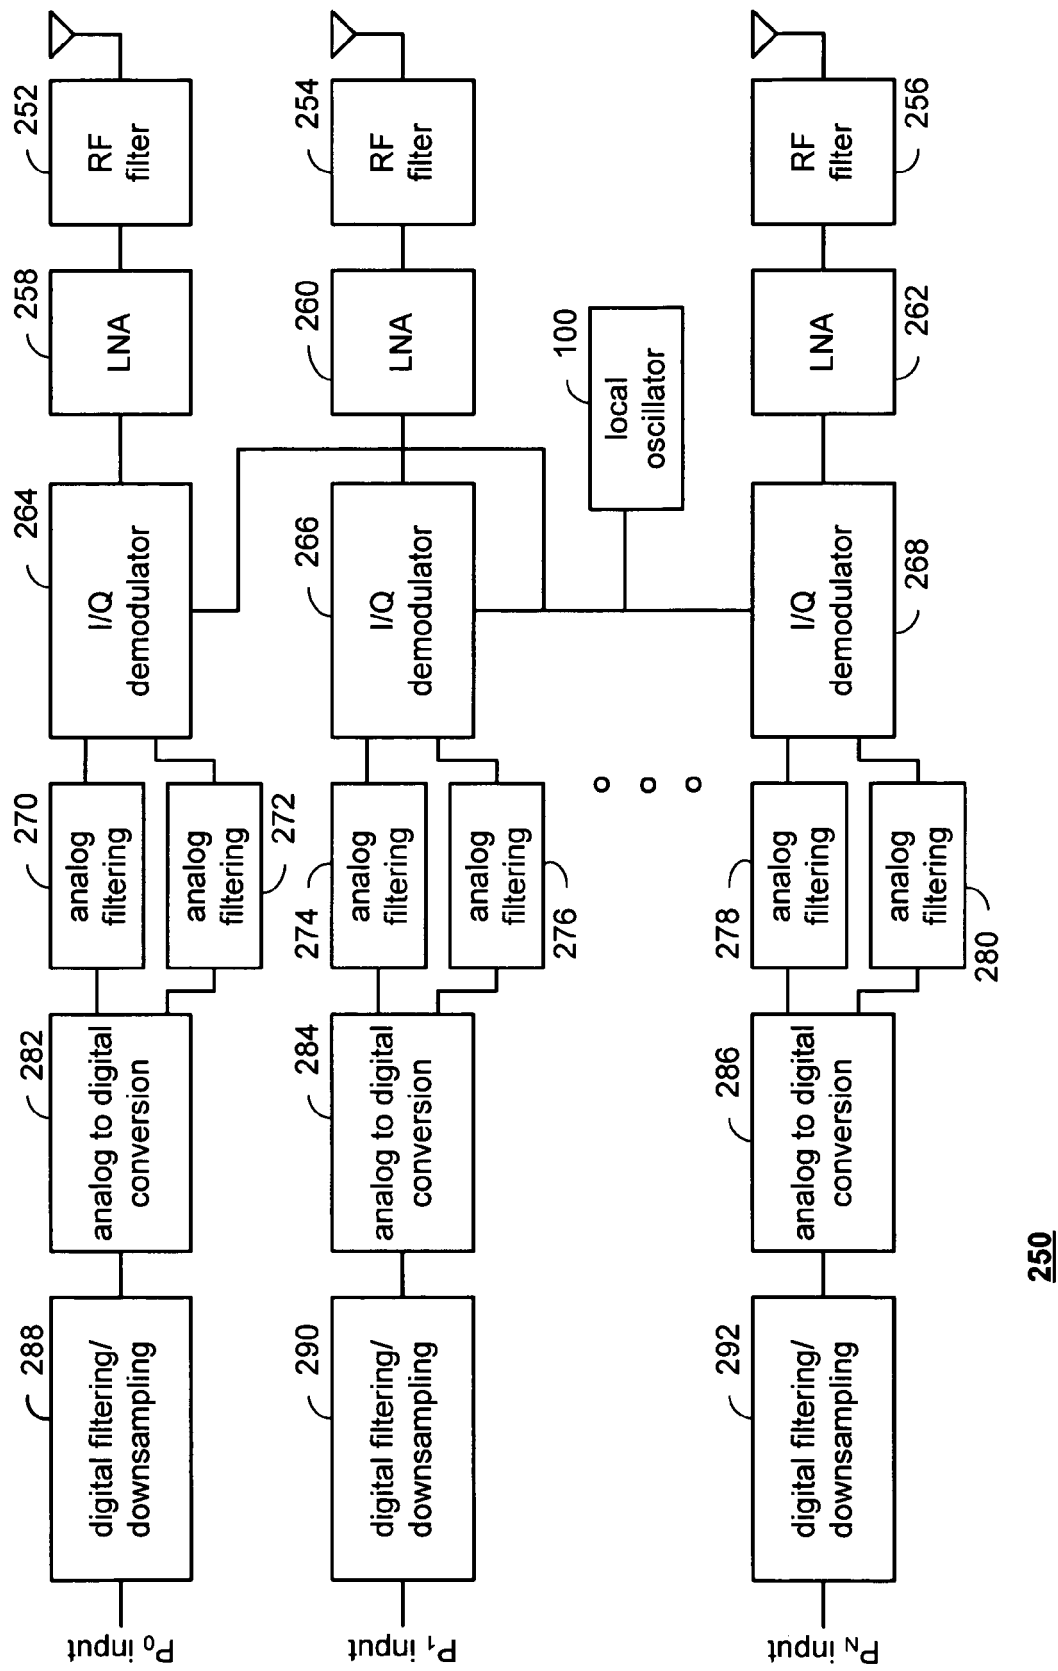 252
RF
filter
258
LNA
264
I/Q
demodulator
270
analog
filtering
analog
filtering
272
282
analog to digital
conversion
288
digital filtering/
downsampling
P0 input
254
RF
filter
260
LNA
266
I/Q
demodulator
274
analog
filtering
analog
filtering
276
284
analog to digital
conversion
290
digital filtering/
downsampling
P1 input
100
local
oscillator
RF
filter
256
LNA
262
I/Q
demodulator
268
278
analog
filtering
analog
filtering
280
286
analog to digital
conversion
292
digital filtering/
downsampling
PN input
250